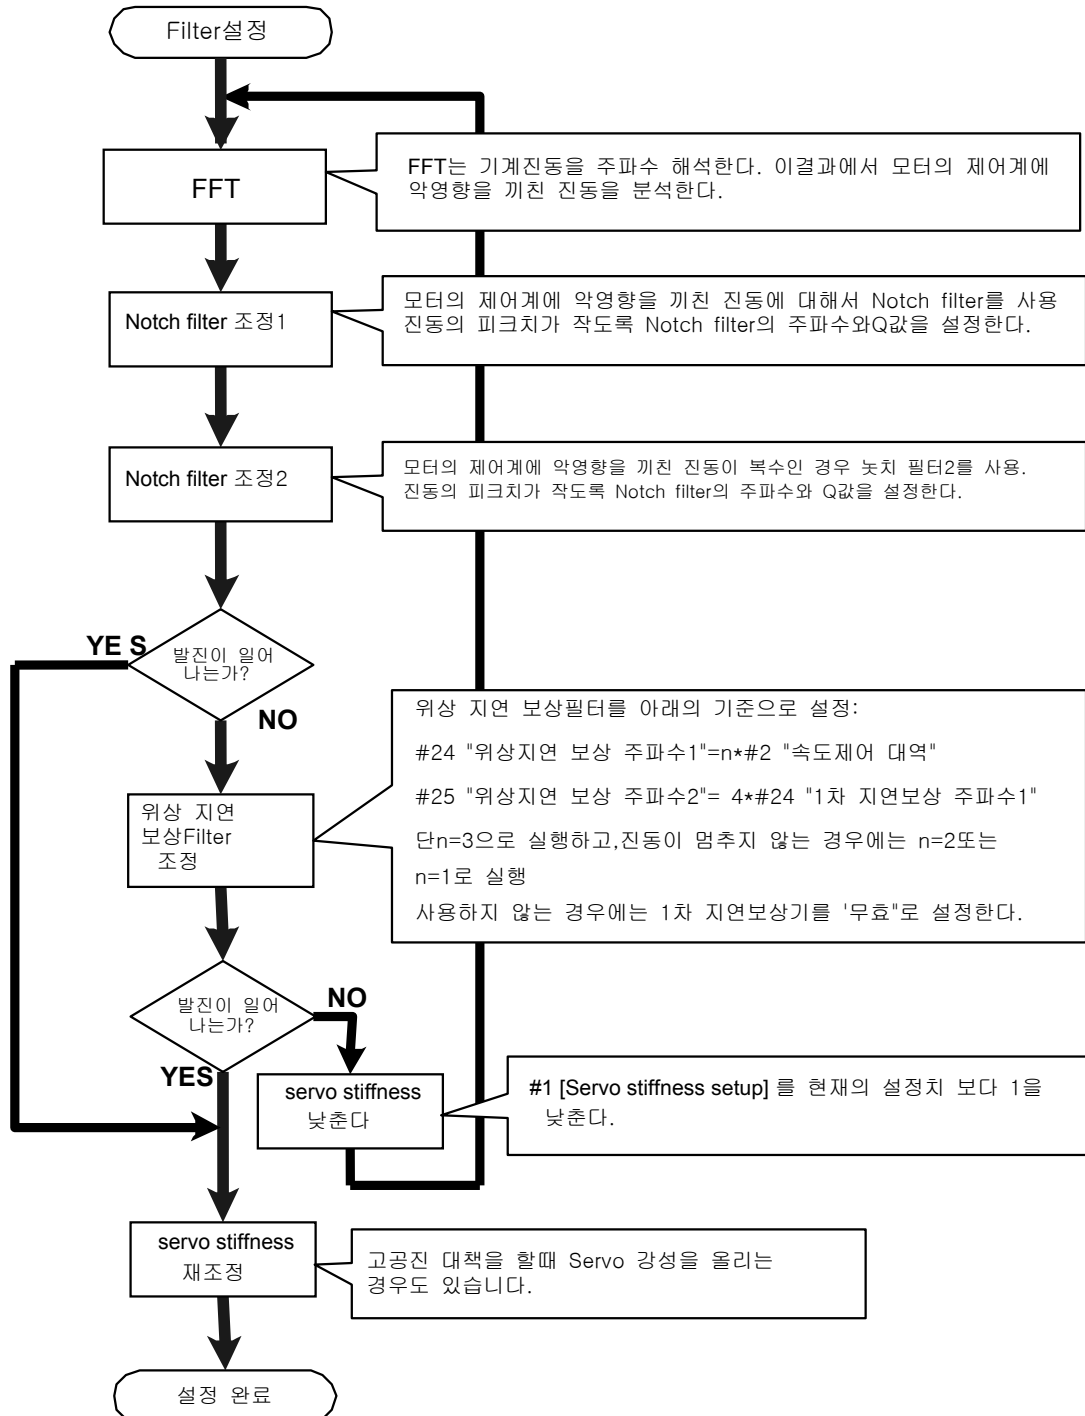 Filter설정
FFT
FFT는 기계진동을 주파수 해석한다. 이결과에서 모터의 제어계에
악영향을 끼친 진동을 분석한다.
Notch filter 조정1
모터의 제어계에 악영향을 끼친 진동에 대해서 Notch filter를 사용
진동의 피크치가 작도록 Notch filter의 주파수와Q값을 설정한다.
Notch filter 조정2
모터의 제어계에 악영향을 끼친 진동이 복수인 경우 놋치 필터2를 사용.
진동의 피크치가 작도록 Notch filter의 주파수와 Q값을 설정한다.
YE S
발진이 일어
나는가?
NO
위상 지연
보상Filter
조정
위상 지연 보상필터를 아래의 기준으로 설정:
#24 "위상지연 보상 주파수1"=n*#2 "속도제어 대역"
#25 "위상지연 보상 주파수2"= 4*#24 "1차 지연보상 주파수1"
단n=3으로 실행하고,진동이 멈추지 않는 경우에는 n=2또는
n=1로 실행
사용하지 않는 경우에는 1차 지연보상기를 '무효"로 설정한다.
발진이 일어
나는가?
NO
YES
servo stiffness
낮춘다
#1 [Servo stiffness setup] 를 현재의 설정치 보다 1을
낮춘다.
servo stiffness
재조정
고공진 대책을 할때 Servo 강성을 올리는
경우도 있습니다.
설정 완료